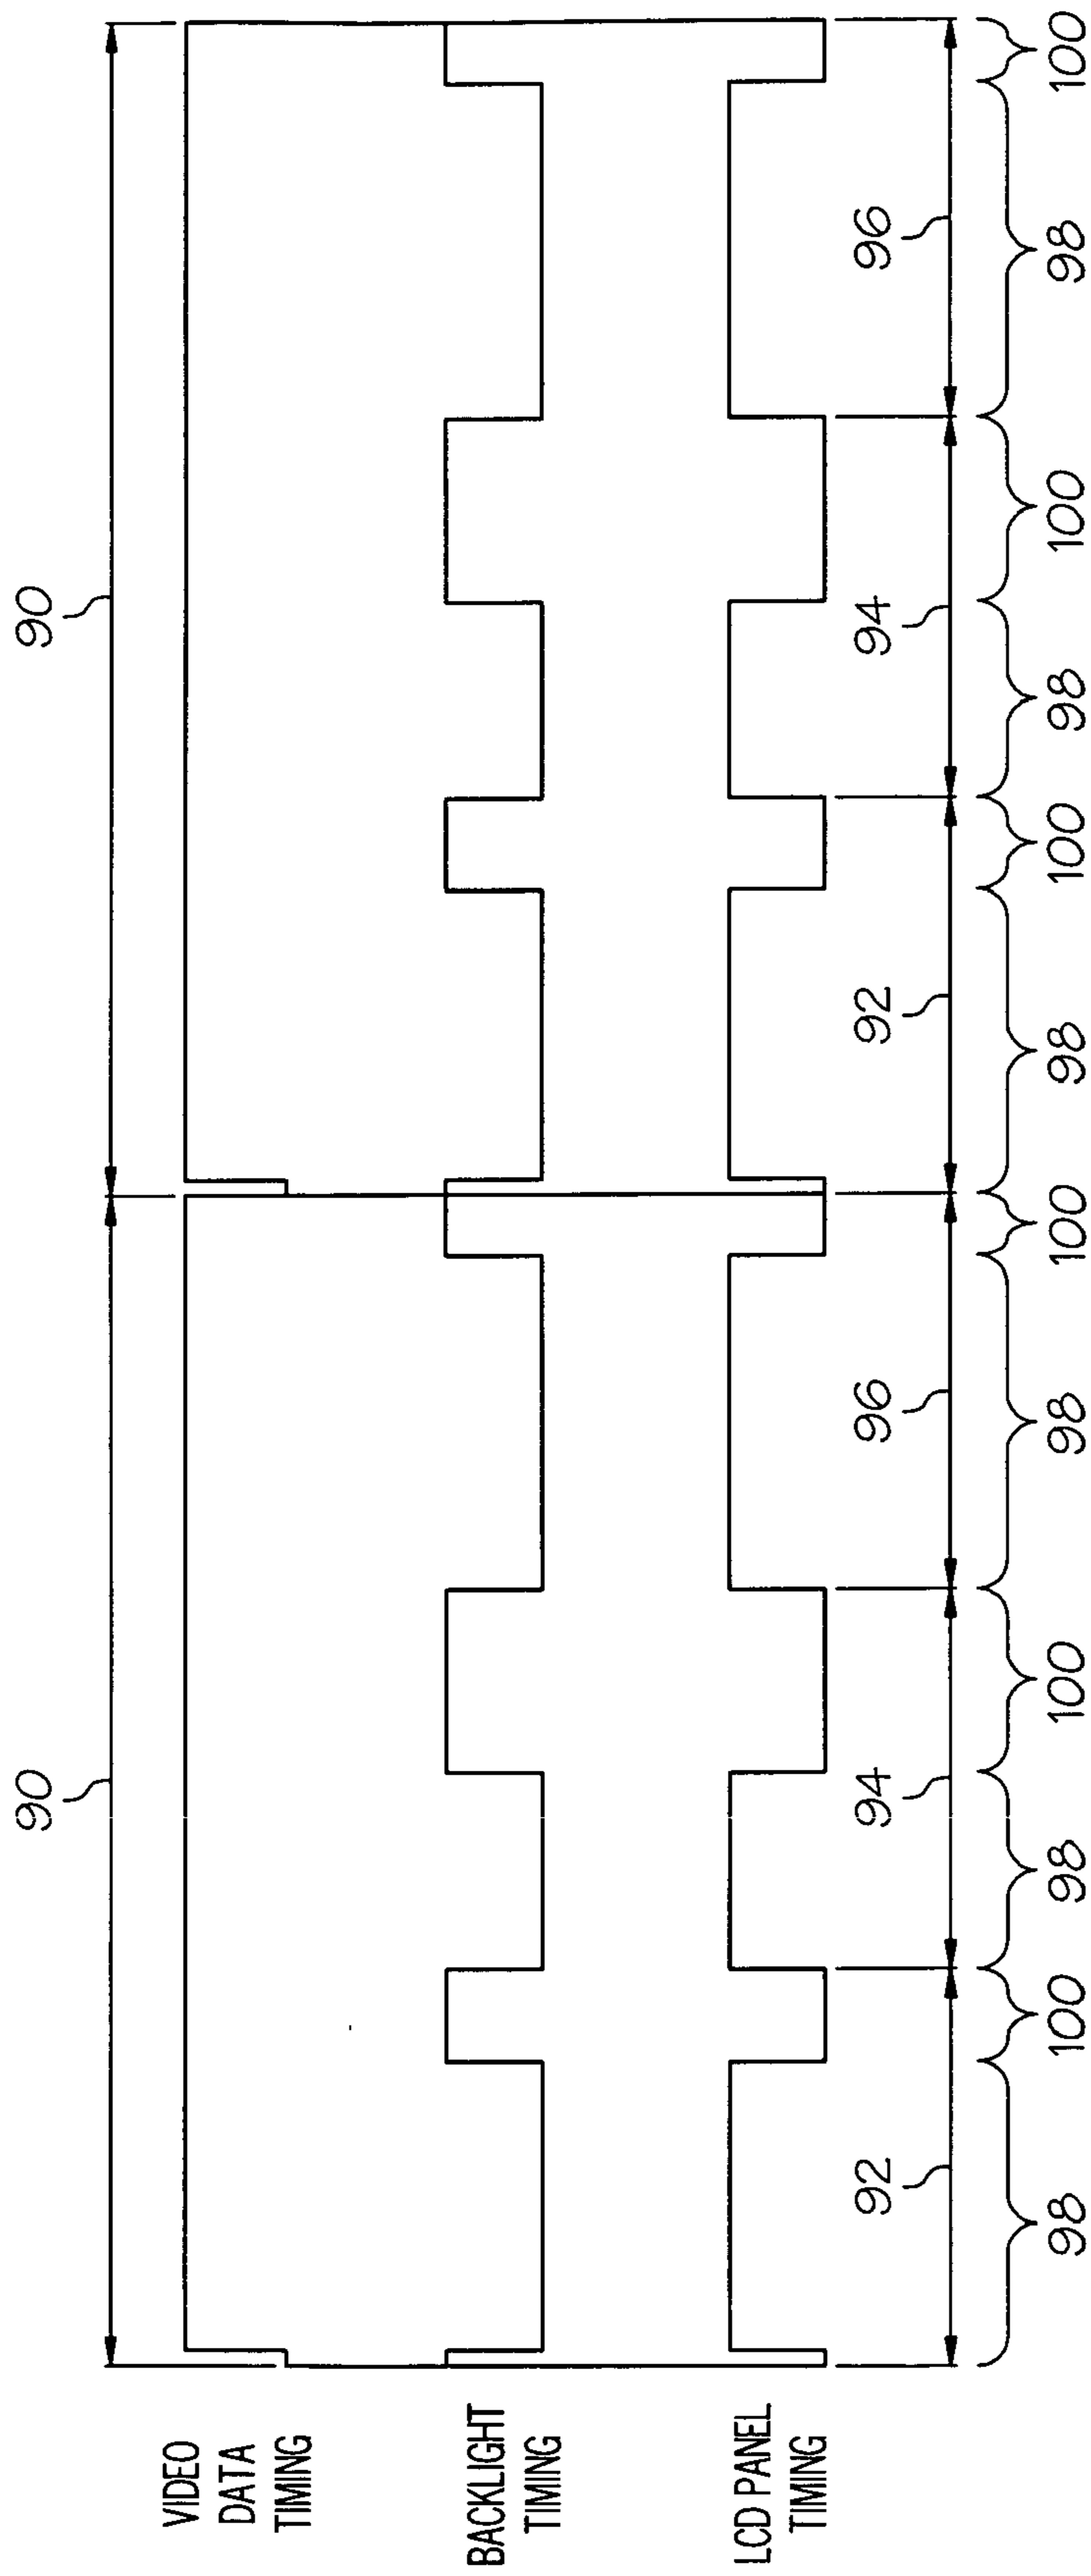 90 90
VIDEO
DATA
TIMING
BACKLIGHT
TIMING
LCD PANEL
TIMING
92 94 96 92 94 96
98 100 98 100 98 100 98 100 98 100 98 100